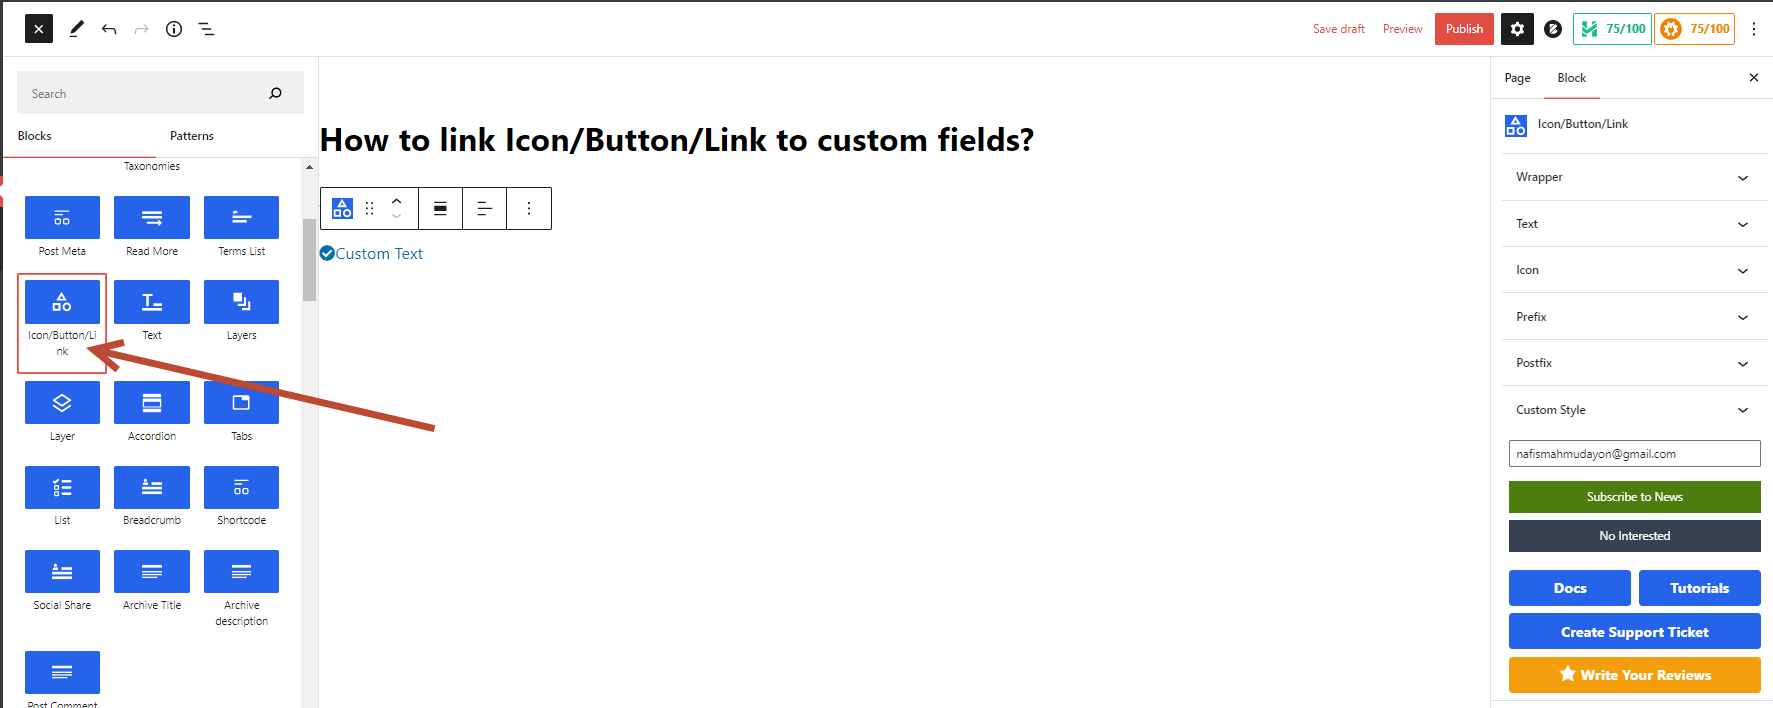 Save draft
Preview
Publish
75/100
75/100
Search
Blocks
Patterns
Taxonomies
Post Meta
Read More
Terms List
Icon/Button/Li
nk
Text
Layers
Layer
Accordion
Tabs
List
Breadcrumb
Shortcode
Social Share
Archive Title
Archive
description
Post Comment
How to link Icon/Button/Link to custom fields?
Custom Text
Page
Block
Icon/Button/Link
Wrapper
Text
Icon
Prefix
Postfix
Custom Style
nafismahmudayon@gmail.com
Subscribe to News
No Interested
Docs
Tutorials
Create Support Ticket
Write Your Reviews